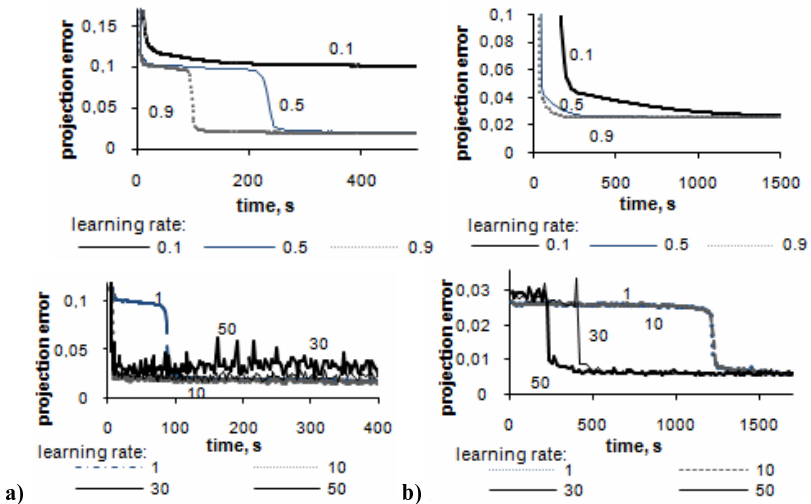 projection error
0,15
0,1
0,05
0
0.1
0.5
0.9
0 200 400
time, s
learning rate:
0.1 0.5 0.9
projection error
0,1
0,08
0,06
0,04
0,02
0
0.1
0.5
0.9
0 500 1000 1500
time, s
learning rate:
0.1 0.5 0.9
projection error
0,1
0,05
0
1
50
30
10
0 100 200 300 400
time, s
learning rate:
1 10
30 50
a)
projection error
0,03
0,02
0,01
0
1
10
30
50
0 500 1000 1500
time, s
learning rate:
1 10
30 50
b)